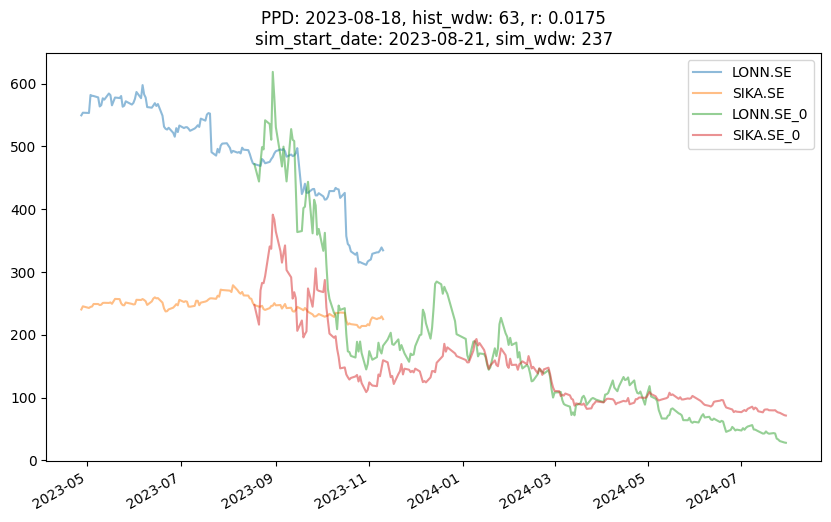 PPD: 2023-08-18, hist_wdw: 63, r: 0.0175
sim_start_date: 2023-08-21, sim_wdw: 237
LONN.SE
SIKA.SE
LONN.SE_0
SIKA.SE_0
600
500
400
300
200
100
0
2023-05
2023-07
2023-09
2023-11
2024-01
2024-03
2024-05
2024-07